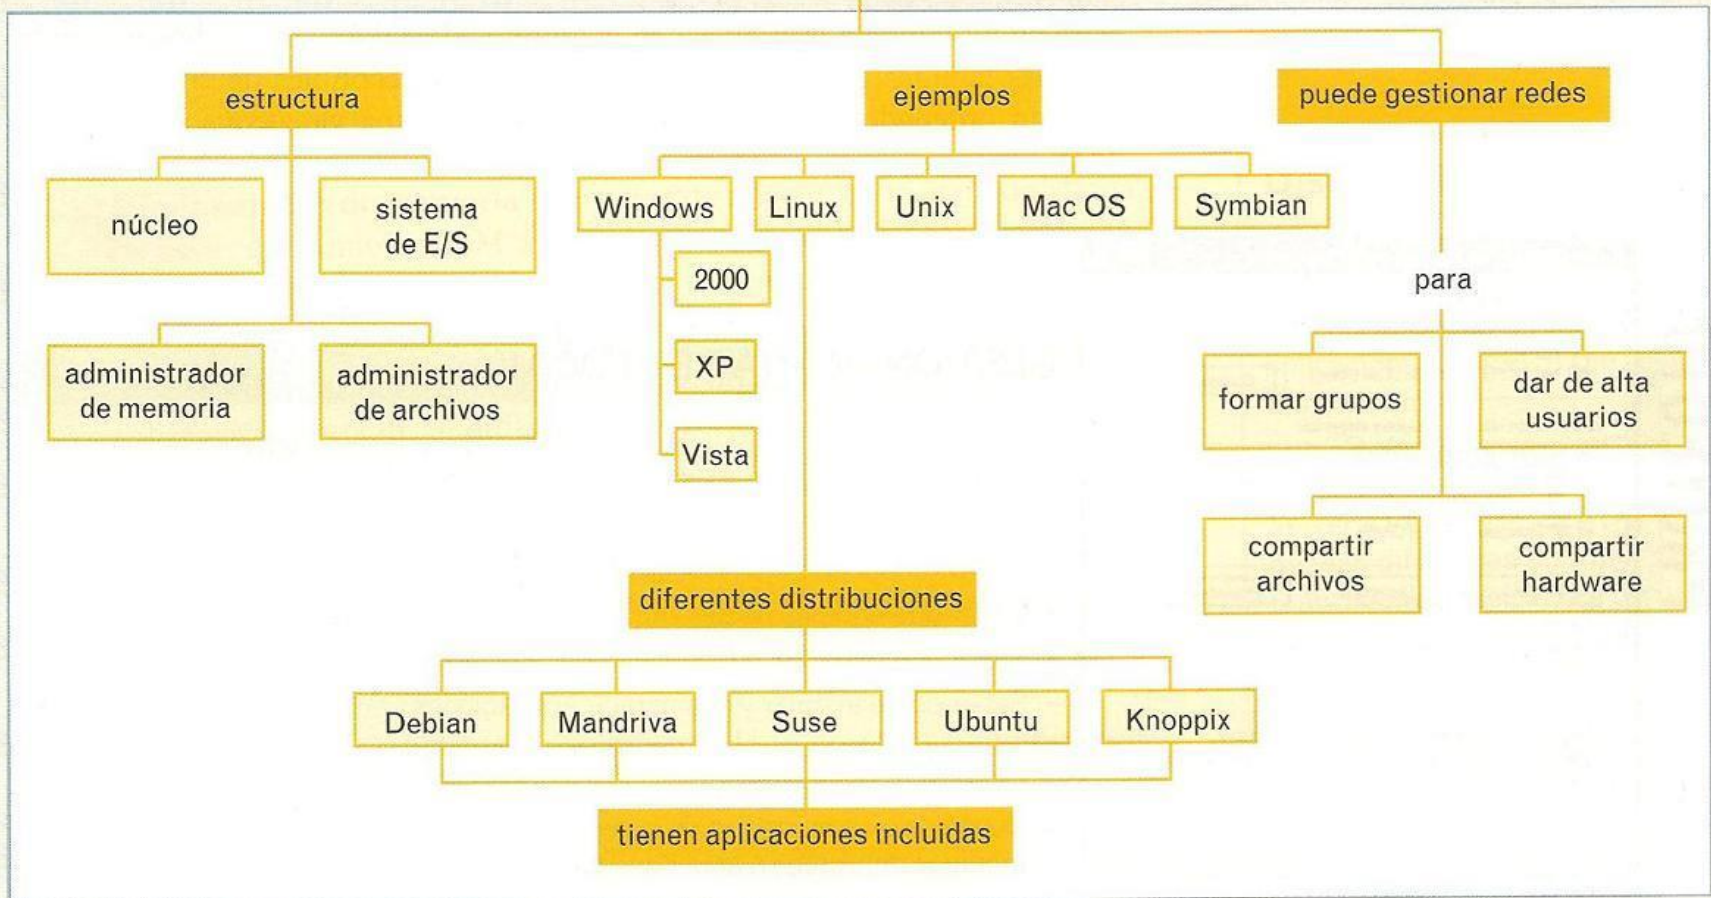 estructura
ejemplos
puede gestionar redes
núcleo
sistema
de E/S
administrador
de memoria
administrador
de archivos
Windows
Linux
Unix
Mac OS
Symbian
2000
XP
Vista
para
formar grupos
dar de alta
usuarios
compartir
archivos
compartir
hardware
diferentes distribuciones
Debian
Mandriva
Suse
Ubuntu
Knoppix
tienen aplicaciones incluidas